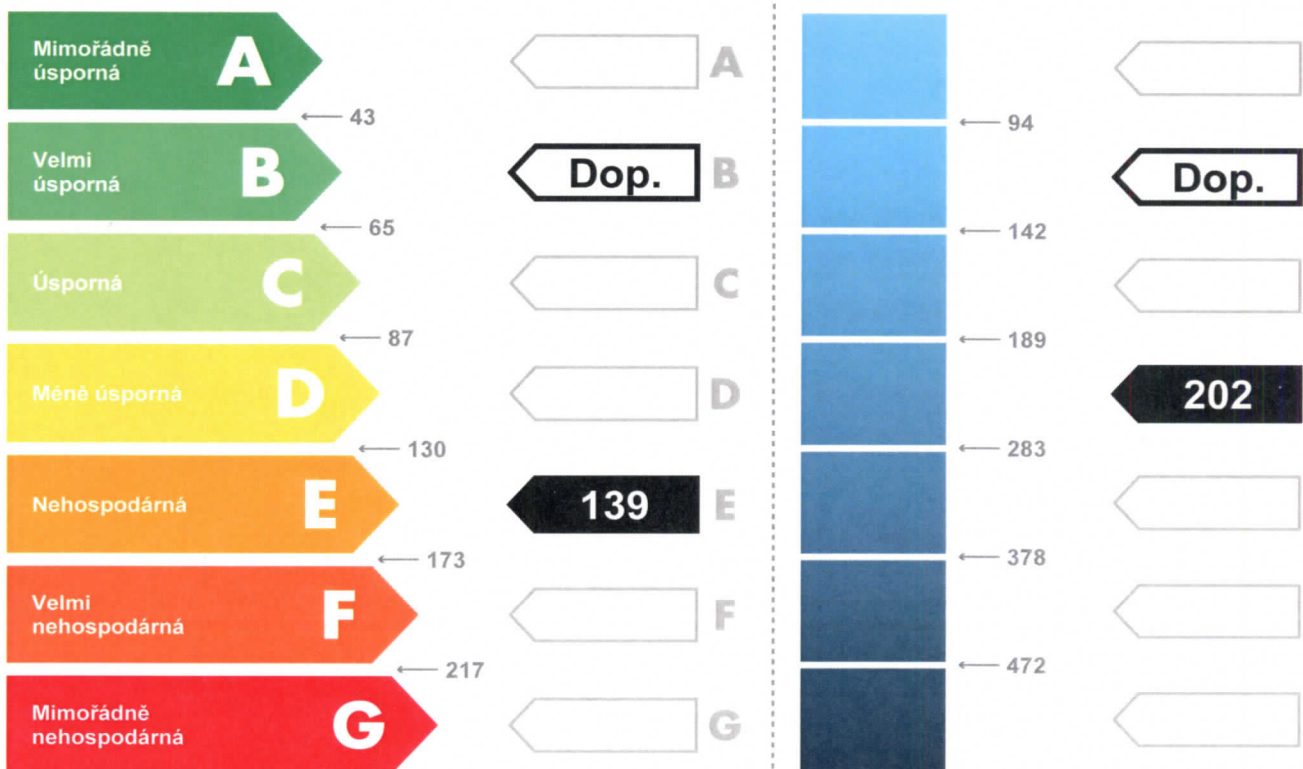 Mimořádně
úsporná
A
A
43
94
Velmi
úsporná
B
Dop.
B
Dop.
65
142
Úsporná
C
C
87
189
Méně úsporná
D
D
202
130
283
Nehospodárná
E
139
E
173
378
Velmi
nehospodárná
F
F
217
472
Mimořádně
nehospodárná
G
G